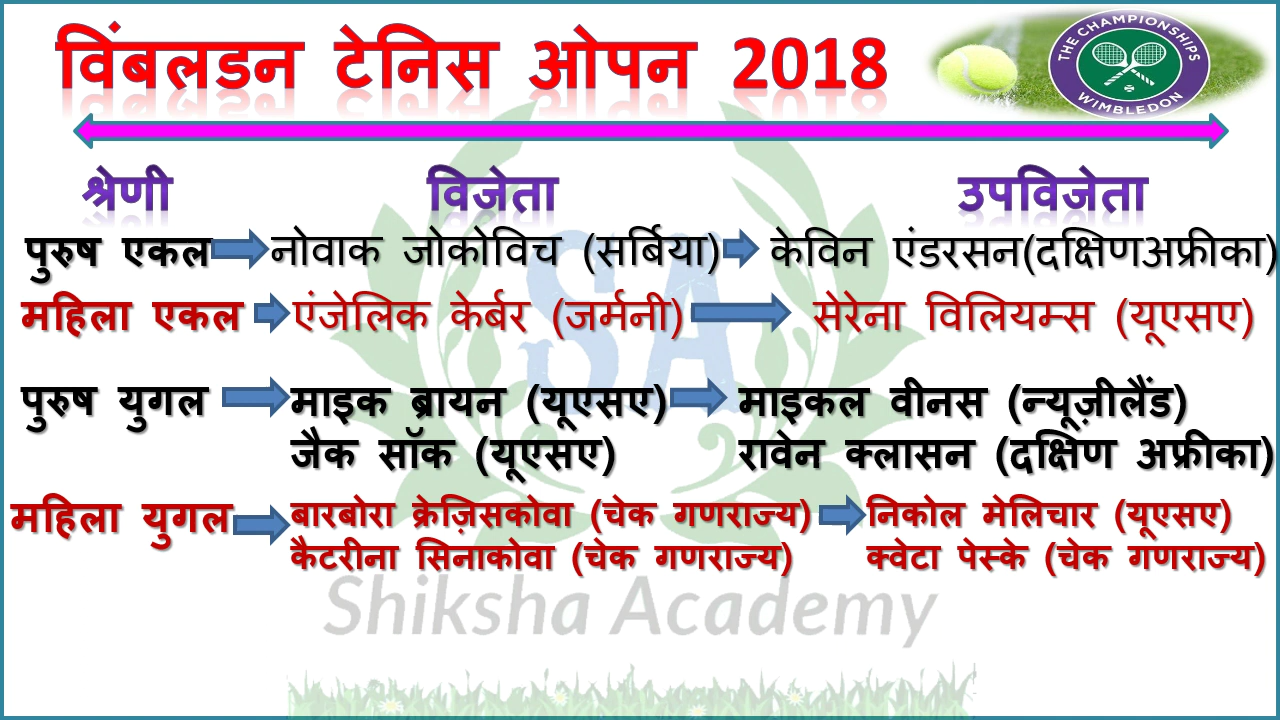 विंबलडन टेनिस ओपन 2018
THE CHAMPIONSHIPS
WIMBLEDON
श्रेणी विजेता उपविजेता
पुरुष एकल नोवाक जोकोविच (सर्बिया) केविन एंडरसन(दक्षिणअफ्रीका)
महिला एकल एंजेलिक केर्बर (जर्मनी) सेरेना विलियम्स (यूएसए)
पुरुष युगल माइक ब्रायन (यूएसए) माइकल वीनस (न्यूज़ीलैंड)
जैक सॉक (यूएसए) रावेन क्लासन (दक्षिण अफ्रीका)
महिला युगल बारबोरा क्रेज़िसकोवा (चेक गणराज्य) निकोल मेलिचार (यूएसए)
कैटरीना सिनाकोवा (चेक गणराज्य) क्वेटा पेस्के (चेक गणराज्य)
SA
Shiksha Academy